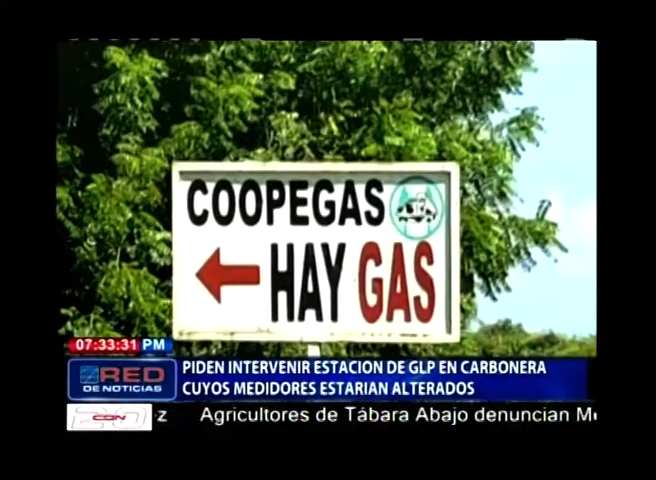 COOPEGAS
HAY GAS
07:33:31 PM
RED
DE NOTICIAS
PIDEN INTERVENIR ESTACION DE GLP EN CARBONERA
CUYOS MEDIDORES ESTARIAN ALTERADOS
CDN
z Agricultores de Tábara Abajo denuncian M